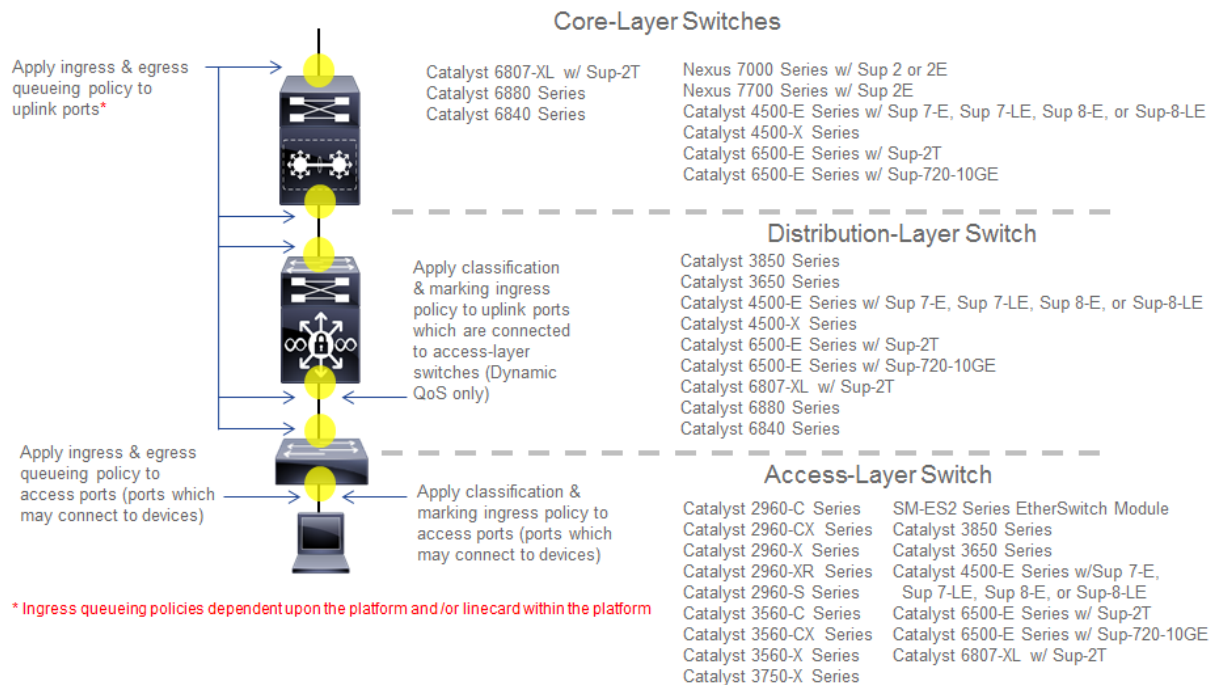 Core-Layer Switches
Apply ingress & egress
queueing policy to
uplink ports*
Catalyst 6807-XL w/ Sup-2T
Catalyst 6880 Series
Catalyst 6840 Series
Nexus 7000 Series w/ Sup 2 or 2E
Nexus 7700 Series w/ Sup 2E
Catalyst 4500-E Series w/ Sup 7-E, Sup 7-LE, Sup 8-E, or Sup-8-LE
Catalyst 4500-X Series
Catalyst 6500-E Series w/ Sup-2T
Catalyst 6500-E Series w/ Sup-720-10GE
Distribution-Layer Switch
Apply classification
& marking ingress
policy to uplink ports
which are connected
to access-layer
switches (Dynamic
QoS only)
Catalyst 3850 Series
Catalyst 3650 Series
Catalyst 4500-E Series w/ Sup 7-E, Sup 7-LE, Sup 8-E, or Sup-8-LE
Catalyst 4500-X Series
Catalyst 6500-E Series w/ Sup-2T
Catalyst 6500-E Series w/ Sup-720-10GE
Catalyst 6807-XL w/ Sup-2T
Catalyst 6880 Series
Catalyst 6840 Series
Apply ingress & egress
queueing policy to
access ports (ports which
may connect to devices)
Apply classification &
marking ingress policy to
access ports (ports which
may connect to devices)
Access-Layer Switch
Catalyst 2960-C Series
Catalyst 2960-CX Series
Catalyst 2960-X Series
Catalyst 2960-XR Series
Catalyst 2960-S Series
Catalyst 3560-C Series
Catalyst 3560-CX Series
Catalyst 3560-X Series
Catalyst 3750-X Series
SM-ES2 Series EtherSwitch Module
Catalyst 3850 Series
Catalyst 3650 Series
Catalyst 4500-E Series w/Sup 7-E,
Sup 7-LE, Sup 8-E, or Sup-8-LE
Catalyst 6500-E Series w/ Sup-2T
Catalyst 6500-E Series w/ Sup-720-10GE
Catalyst 6807-XL w/ Sup-2T
* Ingress queueing policies dependent upon the platform and /or linecard within the platform